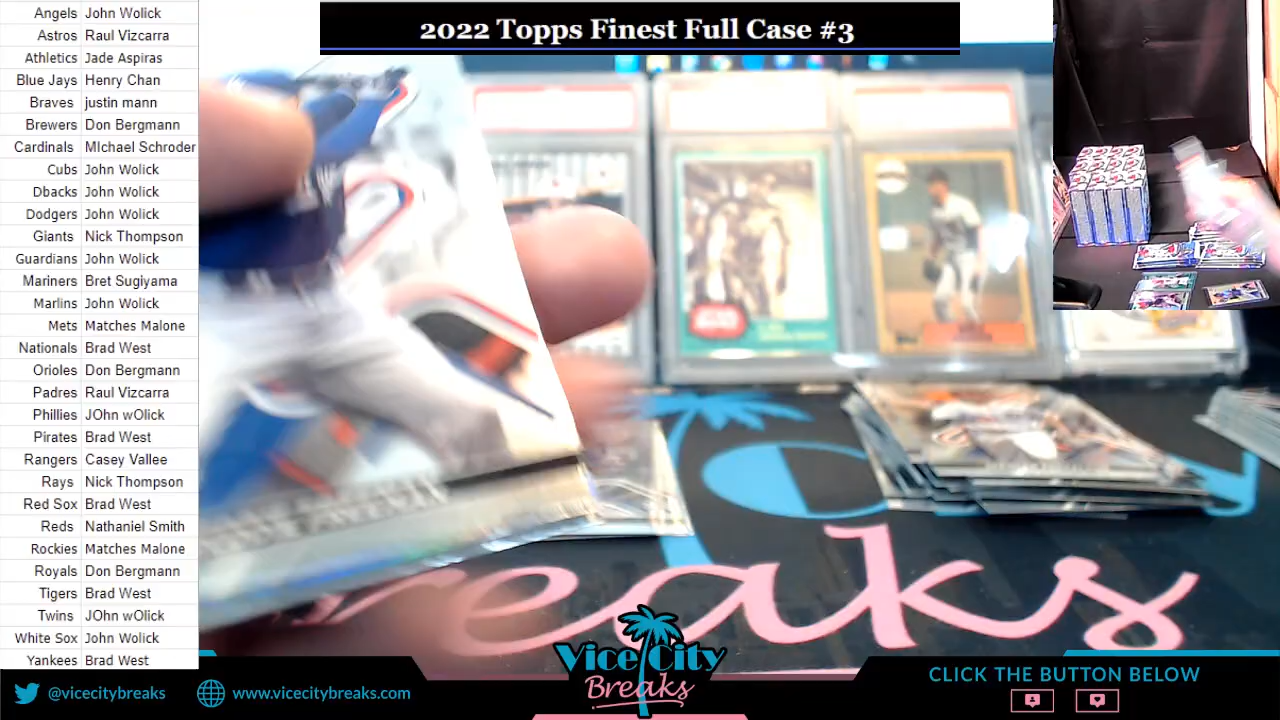 2022 Topps Finest Full Case #3
Angels John Wolick
Astros Raul Vizcarra
Athletics Jade Aspiras
Blue Jays Henry Chan
Braves justin mann
Brewers Don Bergmann
Cardinals MIchael Schroder
Cubs John Wolick
Dbacks John Wolick
Dodgers John Wolick
Giants Nick Thompson
Guardians John Wolick
Mariners Bret Sugiyama
Marlins John Wolick
Mets Matches Malone
Nationals Brad West
Orioles Don Bergmann
Padres Raul Vizcarra
Phillies JOhn wOlick
Pirates Brad West
Rangers Casey Vallee
Rays Nick Thompson
Red Sox Brad West
Reds Nathaniel Smith
Rockies Matches Malone
Royals Don Bergmann
Tigers Brad West
Twins JOhn wOlick
White Sox John Wolick
Yankees Brad West
Breaks
Vice City
Breaks
@vicecitybreaks
www.vicecitybreaks.com
CLICK THE BUTTON BELOW